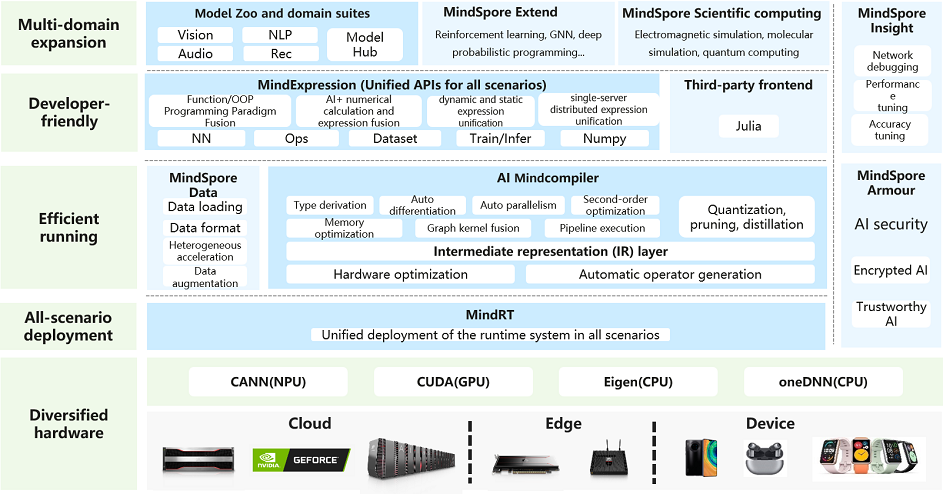 Multi-domain
expansion
Model Zoo and domain suites
Vision
NLP
Audio
Rec
Model
Hub
MindSpore Extend
Reinforcement learning, GNN, deep
probabilistic programming...
MindSpore Scientific computing
Electromagnetic simulation, molecular
simulation, quantum computing
MindSpore
Insight
Network
debugging
Performanc
e
tuning
Accuracy
tuning
Developer-
friendly
MindExpression (Unified APIs for all scenarios)
Function/OOP
Programming Paradigm
Fusion
AI+ numerical
calculation and
expression fusion
dynamic and static
expression
unification
single-server
distributed expression
unification
NN
Ops
Dataset
Train/Infer
Numpy
Third-party frontend
Julia
Efficient
running
MindSpore
Data
Data loading
Data format
Heterogeneous
acceleration
Data
augmentation
AI Mindcompiler
Type derivation
Auto
differentiation
Auto parallelism
Second-order
optimization
Memory
optimization
Graph kernel fusion
Pipeline execution
Quantization,
pruning, distillation
Intermediate representation (IR) layer
Hardware optimization
Automatic operator generation
MindSpore
Armour
AI security
Encrypted AI
Trustworthy
AI
All-scenario
deployment
MindRT
Unified deployment of the runtime system in all scenarios
Diversified
hardware
CANN(NPU)
CUDA(GPU)
Eigen(CPU)
oneDNN(CPU)
Cloud
Edge
Device
NVIDIA
GEFORCE